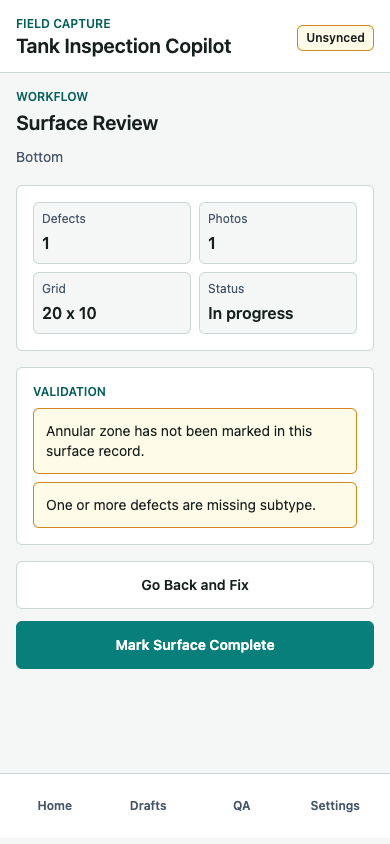 FIELD CAPTURE
Tank Inspection Copilot
Unsynced
WORKFLOW
Surface Review
Bottom
Defects
1
Photos
1
Grid
20 x 10
Status
In progress
VALIDATION
Annular zone has not been marked in this
surface record.
One or more defects are missing subtype.
Go Back and Fix
Mark Surface Complete
Home
Drafts
QA
Settings